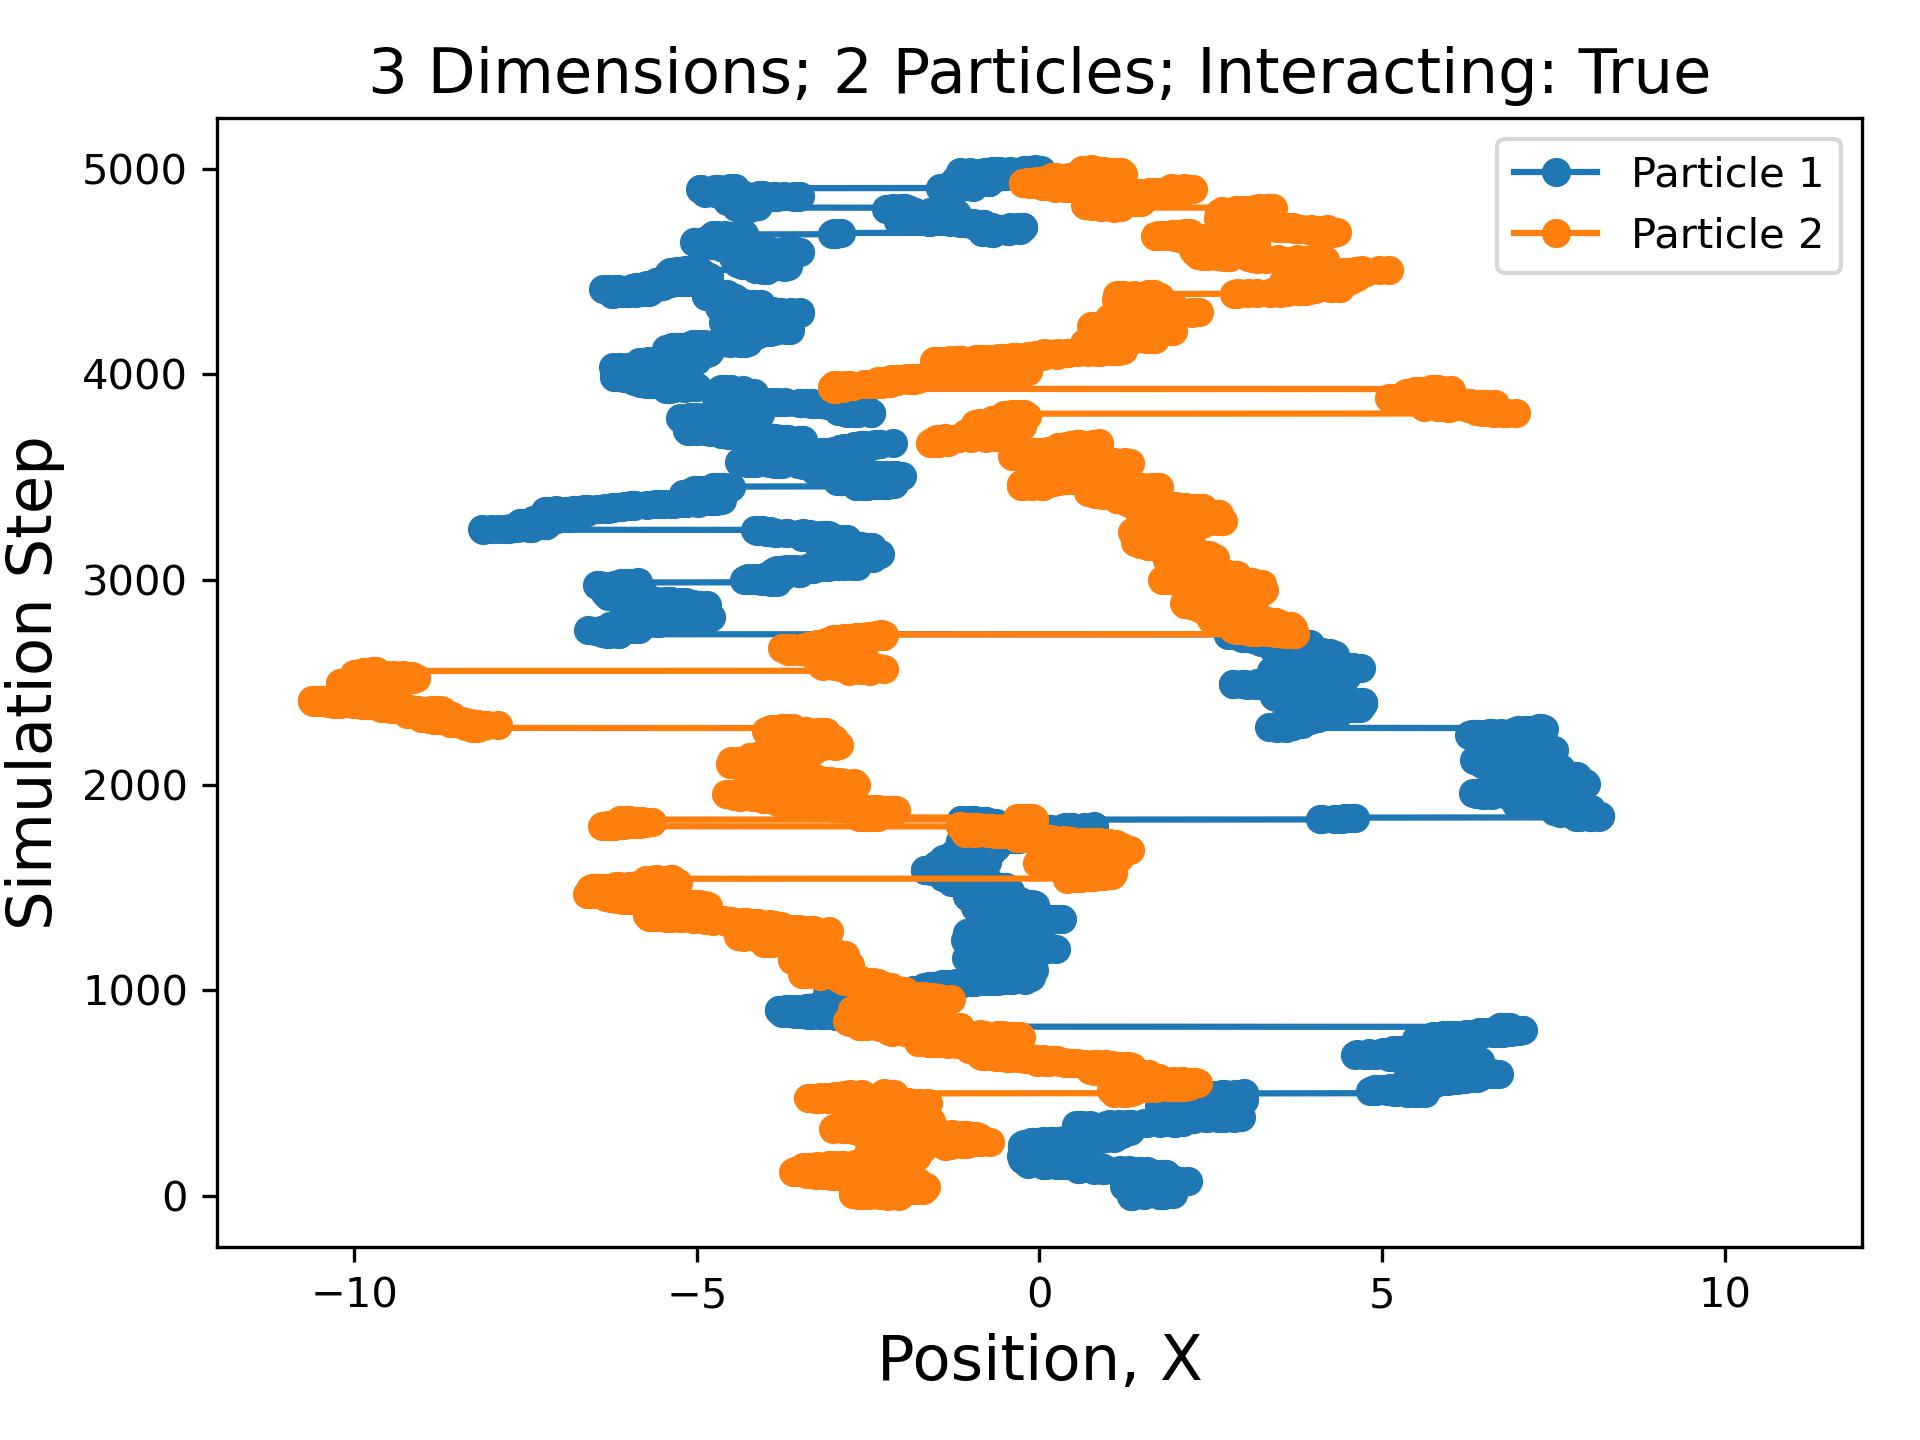 3 Dimensions; 2 Particles; Interacting: True
Particle 1
Particle 2
5000
4000
3000
2000
1000
0
Simulation Step
−10
−5
0
5
10
Position, X